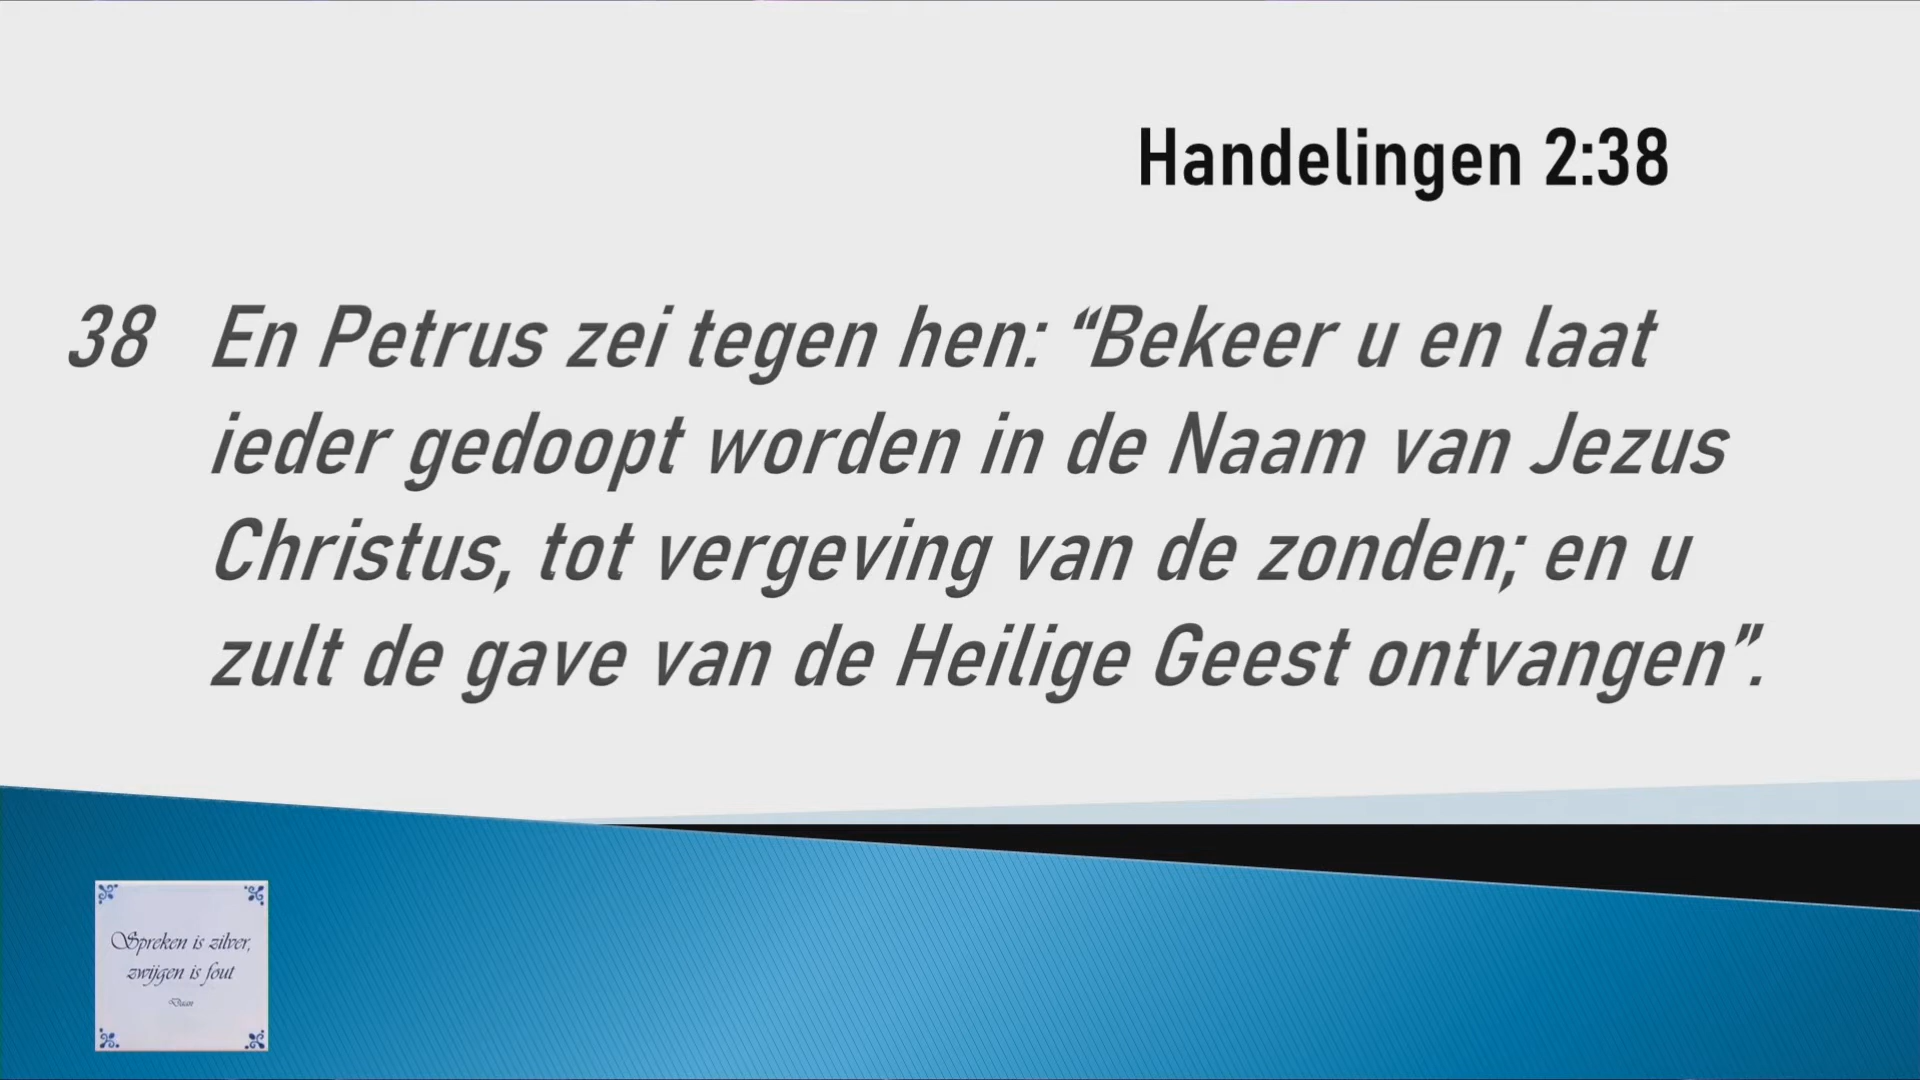 Handelingen 2:38
38 En Petrus zei tegen hen: “Bekeer u en laat
ieder gedoopt worden in de Naam van Jezus
Christus, tot vergeving van de zonden; en u
zult de gave van de Heilige Geest ontvangen”.
Spreken is zilver,
zwijgen is fout
Daan